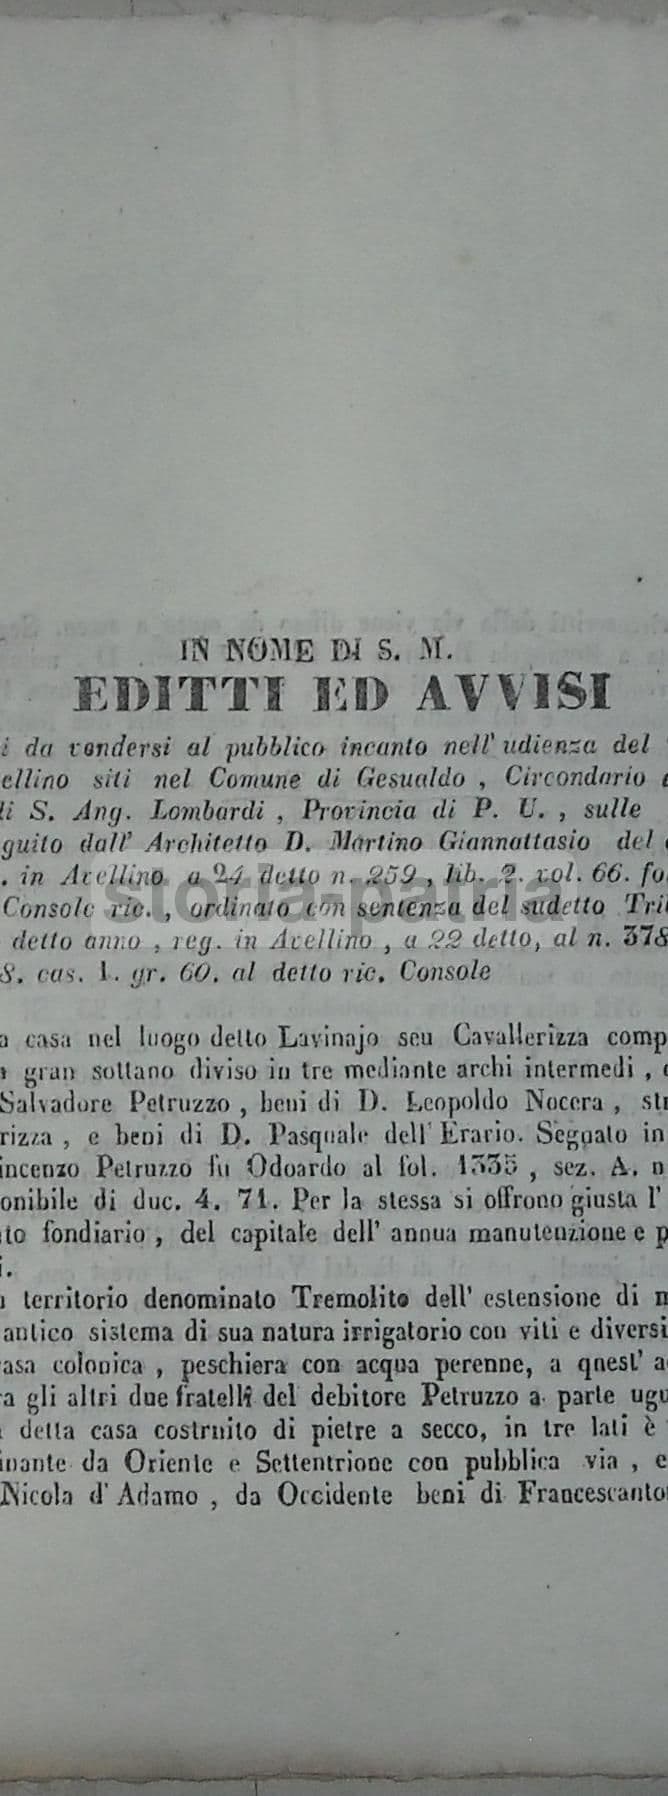 IN NOME DI S. M.
EDITTI ED AVVISI
i da vendersi al pubblico incanto nell' udienza del
ellino siti nel Comune di Gesualdo , Circondario
di S. Ang. Lombardi , Provincia di P. U. , sulle
guito dall' Architetto D. Martino Giannattasio del
. in Avellino a 24 detto n. 259 , lib. 2. vol. 66. fo
Console ric. , ordinato con sentenza del sudetto Tri
detto anno , reg. in Avellino , a 22 detto, al n. 378
8. cas. 1. gr. 60. al detto ric. Console
a casa nel luogo detto Lavinajo seu Cavallerizza comp
gran sottano diviso in tre mediante archi intermedi ,
Salvadore Petruzzo , beni di D. Leopoldo Nocera , st
rizza , e beni di D. Pasquale dell' Erario. Segnato in
incenzo Petruzzo fu Odoardo al fol. 1335 , sez. A. n
onibile di duc. 4. 71. Per la stessa si offrono giusta l'
to fondiario , del capitale dell' annua manutenzione e p
i.
territorio denominato Tremolito dell' estensione di m
antico sistema di sua natura irrigatorio con viti e diversi
asa colonica , peschiera con acqua perenne, a quest' a
ra gli altri due fratelli del debitore Petruzzo a parte ugu
detta casa costruito di pietre a secco, in tre lati è
inante da Oriente e Settentrione con pubblica via , e
Nicola d' Adamo , da Occidente beni di Francescanto
storia-patria